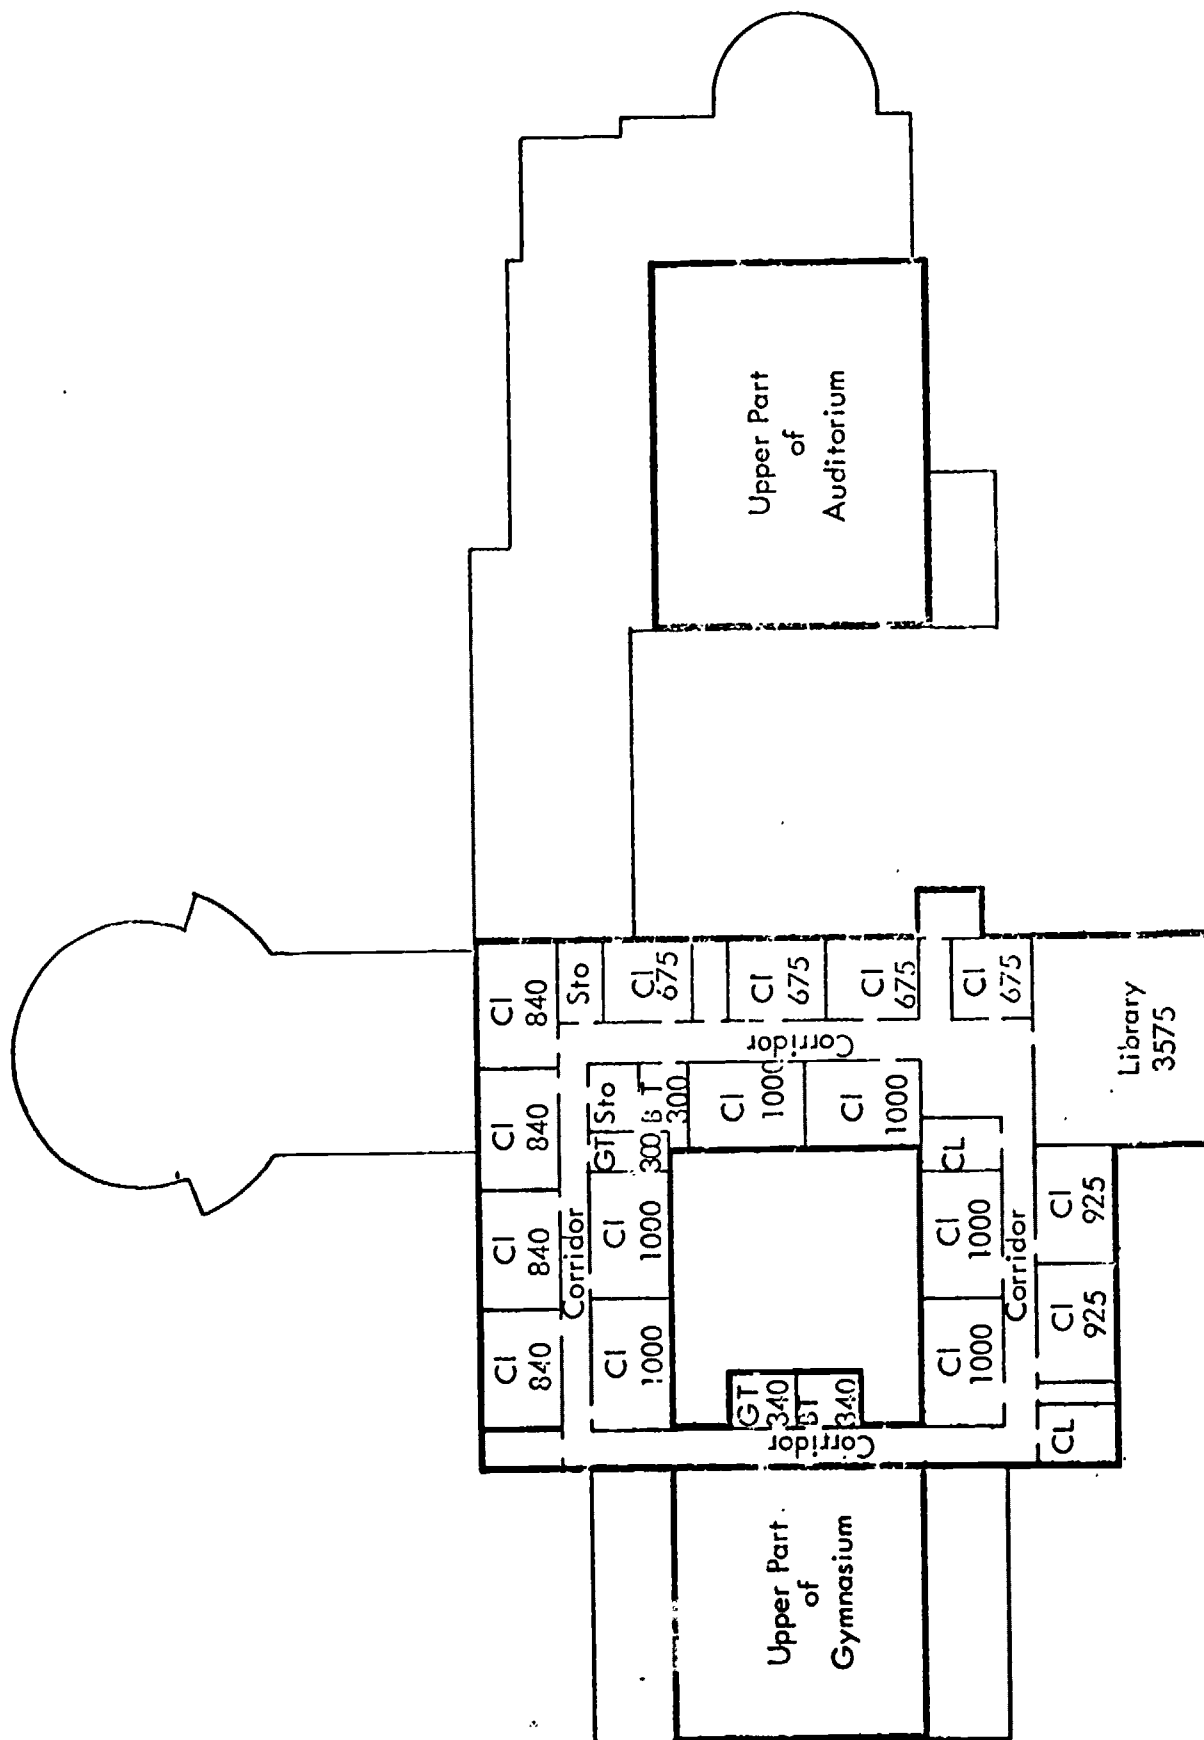 Upper Part
of
Auditorium
Cl
840
Cl
840
Cl
840
Cl
840
Sto
Cl
675
Cl
675
Cl
675
Cl
675
Library
3575
Corridor
Sto
GT
300
BT
300
Cl
1000
Cl
1000
Cl
1000
Cl
1000
Corridor
CL
Cl
1000
Cl
1000
Corridor
Cl
925
Cl
925
CL
GT
340
BT
340
Corridor
Upper Part
of
Gymnasium